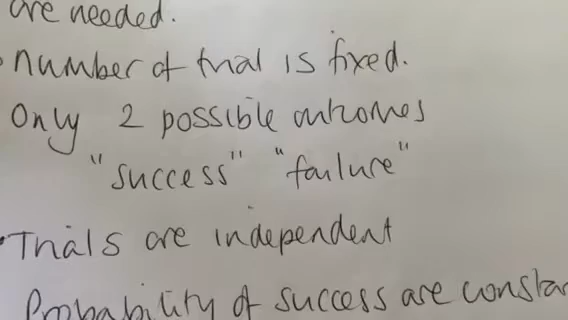 are needed.
• number of trial is fixed.
Only 2 possible outcomes
"success" "failure"
• Trials are independent
Probability of success are consta